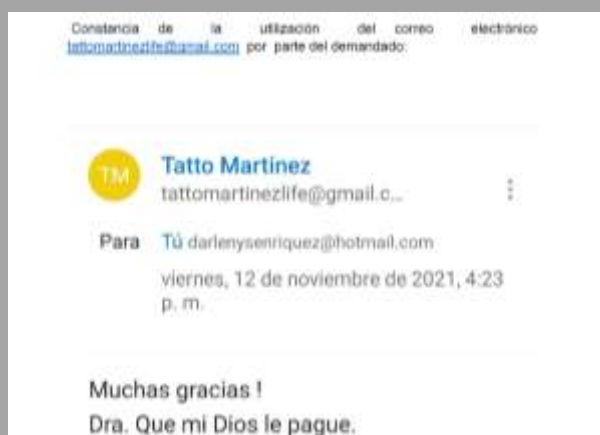 Constancia de la utilización del correo electrónico
tattomartinezlife@gmail.com por parte del demandado:
TM
Tatto Martínez
tattomartinezlife@gmail.c...
Para Tú darlenysenriquez@hotmail.com
viernes, 12 de noviembre de 2021, 4:23
p. m.
Muchas gracias !
Dra. Que mi Dios le pague.